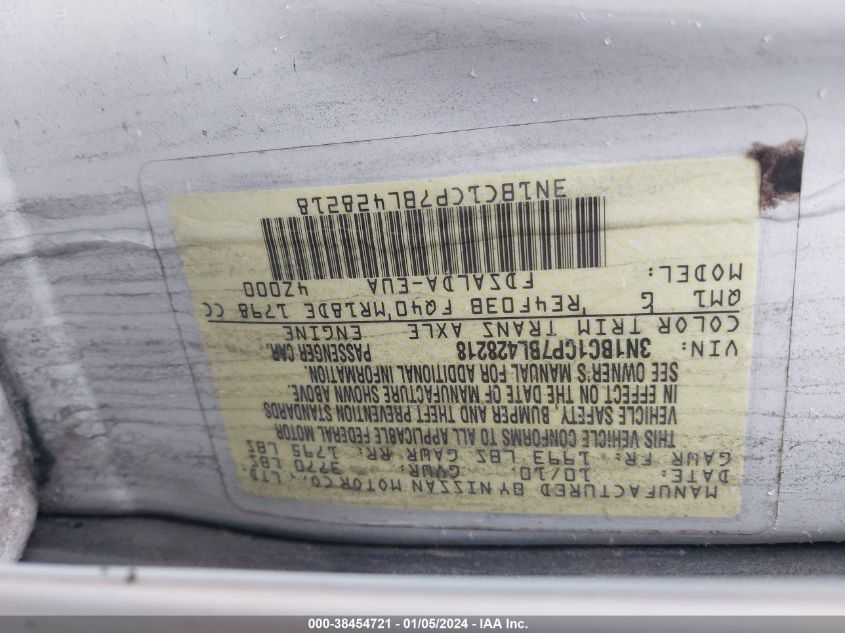 MANUFACTURED BY NISSAN MOTOR CO., LTD.
DATE: 10/10 GVWR: 3770 LBS
GAWR FR: 1993 LBS GAWR RR: 1795 LBS
THIS VEHICLE CONFORMS TO ALL APPLICABLE FEDERAL MOTOR
VEHICLE SAFETY, BUMPER AND THEFT PREVENTION STANDARDS
IN EFFECT ON THE DATE OF MANUFACTURE SHOWN ABOVE.
SEE OWNER'S MANUAL FOR ADDITIONAL INFORMATION.
VIN: 3N1BC1CP7BL428218 PASSENGER CAR.
COLOR TRIM TRANS AXLE ENGINE
QM1 G RE4F03B FQ40 MR18DE 1798 CC
MODEL: FDSALDA-EUA 42000
3N1BC1CP7BL428218
000-38454721 - 01/05/2024 - IAA Inc.